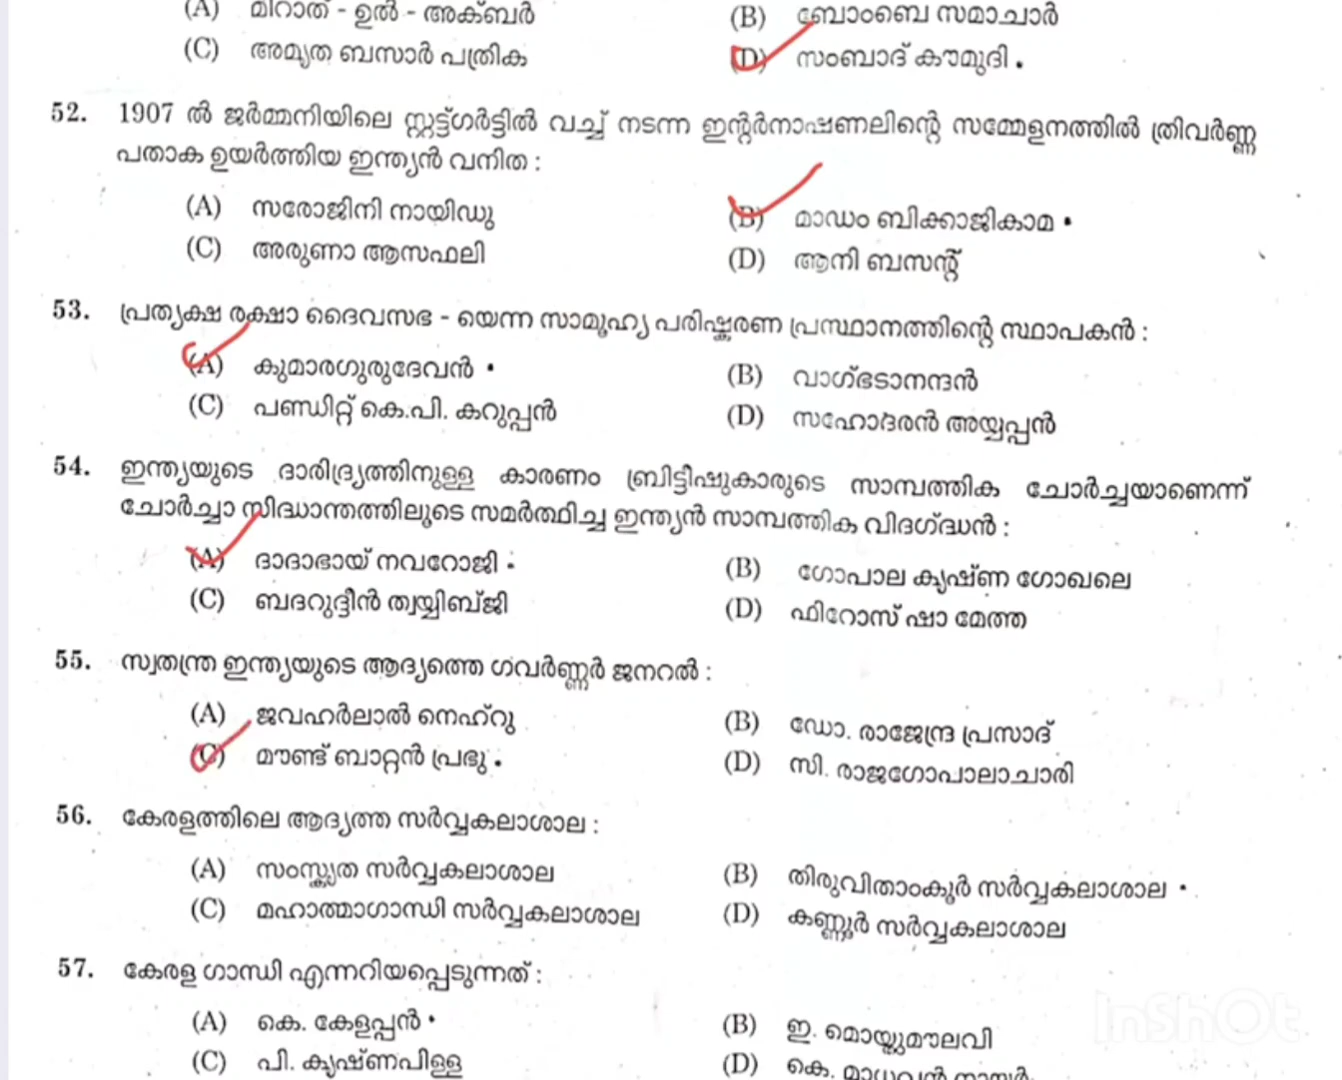 (A) മിറാത് - ഉൽ - അക്ബർ (B) ബോംബെ സമാചാർ
(C) അമൃത ബസാർ പത്രിക (D) സംബാദ് കൗമുദി .
52. 1907 ൽ ജർമ്മനിയിലെ സ്റ്റട്ട്ഗർട്ടിൽ വച്ച് നടന്ന ഇന്റർനാഷണലിന്റെ സമ്മേളനത്തിൽ ത്രിവർണ്ണ
പതാക ഉയർത്തിയ ഇന്ത്യൻ വനിത :
(A) സരോജിനി നായിഡു (B) മാഡം ബിക്കാജികാമ •
(C) അരുണാ ആസഫലി (D) ആനി ബസന്റ്
53. പ്രത്യക്ഷ രക്ഷാ ദൈവസഭ - യെന്ന സാമൂഹ്യ പരിഷ്കരണ പ്രസ്ഥാനത്തിന്റെ സ്ഥാപകൻ :
(A) കുമാരഗുരുദേവൻ • (B) വാഗ്ഭടാനന്ദൻ
(C) പണ്ഡിറ്റ് കെ.പി. കറുപ്പൻ (D) സഹോദരൻ അയ്യപ്പൻ
54. ഇന്ത്യയുടെ ദാരിദ്ര്യത്തിനുള്ള കാരണം ബ്രിട്ടീഷുകാരുടെ സാമ്പത്തിക ചോർച്ചയാണെന്ന്
ചോർച്ചാ സിദ്ധാന്തത്തിലൂടെ സമർത്ഥിച്ച ഇന്ത്യൻ സാമ്പത്തിക വിദഗ്ദ്ധൻ :
(A) ദാദാഭായ് നവറോജി • (B) ഗോപാല കൃഷ്ണ ഗോഖലെ
(C) ബദറുദ്ദീൻ ത്വയ്യിബ്ജി (D) ഫിറോസ് ഷാ മേത്ത
55. സ്വതന്ത്ര ഇന്ത്യയുടെ ആദ്യത്തെ ഗവർണ്ണർ ജനറൽ :
(A) ജവഹർലാൽ നെഹ്റു (B) ഡോ. രാജേന്ദ്ര പ്രസാദ്
(C) മൗണ്ട് ബാറ്റൻ പ്രഭു • (D) സി. രാജഗോപാലാചാരി
56. കേരളത്തിലെ ആദ്യത്ത സർവ്വകലാശാല :
(A) സംസ്കൃത സർവ്വകലാശാല (B) തിരുവിതാംകൂർ സർവ്വകലാശാല •
(C) മഹാത്മാഗാന്ധി സർവ്വകലാശാല (D) കണ്ണൂർ സർവ്വകലാശാല
57. കേരള ഗാന്ധി എന്നറിയപ്പെടുന്നത് :
(A) കെ. കേളപ്പൻ • (B) ഇ. മൊയ്തുമൗലവി
(C) പി. കൃഷ്ണപിള്ള (D) കെ. മാധവൻ നായർ
InShOt